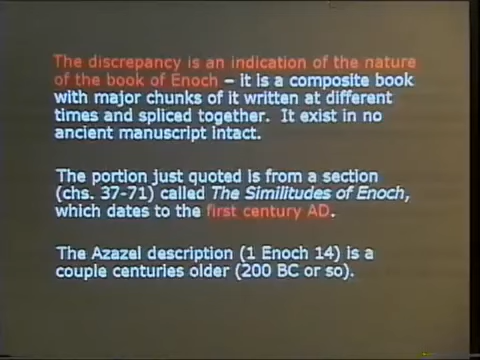 The discrepancy is an indication of the nature
of the book of Enoch – it is a composite book
with major chunks of it written at different
times and spliced together. It exist in no
ancient manuscript intact.
The portion just quoted is from a section
(chs. 37-71) called The Similitudes of Enoch,
which dates to the first century AD.
The Azazel description (1 Enoch 14) is a
couple centuries older (200 BC or so).